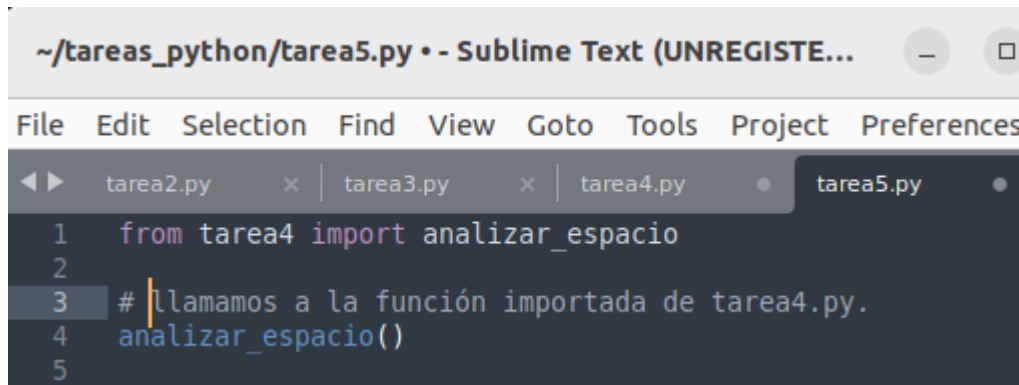 ~/tareas_python/tarea5.py • - Sublime Text (UNREGISTE...
File Edit Selection Find View Goto Tools Project Preferences
tarea2.py tarea3.py tarea4.py tarea5.py
1 from tarea4 import analizar_espacio
2
3 # llamamos a la función importada de tarea4.py.
4 analizar_espacio()
5